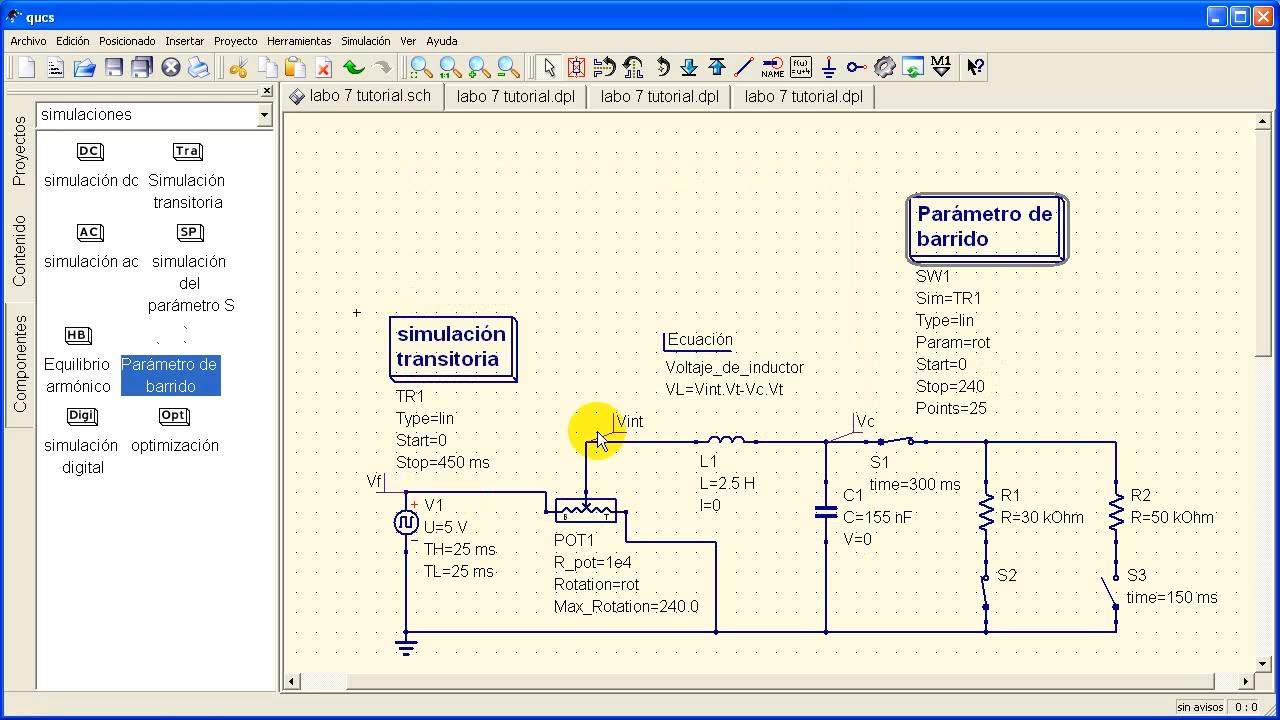 qucs
Archivo Edición Posicionado Insertar Proyecto Herramientas Simulación Ver Ayuda
1:1 NAME f(u) =u+4 M1
labo 7 tutorial.sch labo 7 tutorial.dpl labo 7 tutorial.dpl labo 7 tutorial.dpl
Proyectos
Contenido
Componentes
simulaciones
DC
simulación dc
Tra
Simulación
transitoria
AC
simulación ac
SP
simulación
del
parámetro S
HB
Equilibrio
armónico
Parámetro de
barrido
Digi
simulación
digital
Opt
optimización
Parámetro de
barrido
SW1
Sim=TR1
Type=lin
Param=rot
Start=0
Stop=240
Points=25
simulación
transitoria
TR1
Type=lin
Start=0
Stop=450 ms
Ecuación
Voltaje_de_inductor
VL=Vint.Vt-Vc.Vt
Vint
Vc
Vf
V1
U=5 V
TH=25 ms
TL=25 ms
B T
POT1
R_pot=1e4
Rotation=rot
Max_Rotation=240.0
L1
L=2.5 H
I=0
C1
C=155 nF
V=0
S1
time=300 ms
R1
R=30 kOhm
R2
R=50 kOhm
S2
S3
time=150 ms
sin avisos 0 : 0